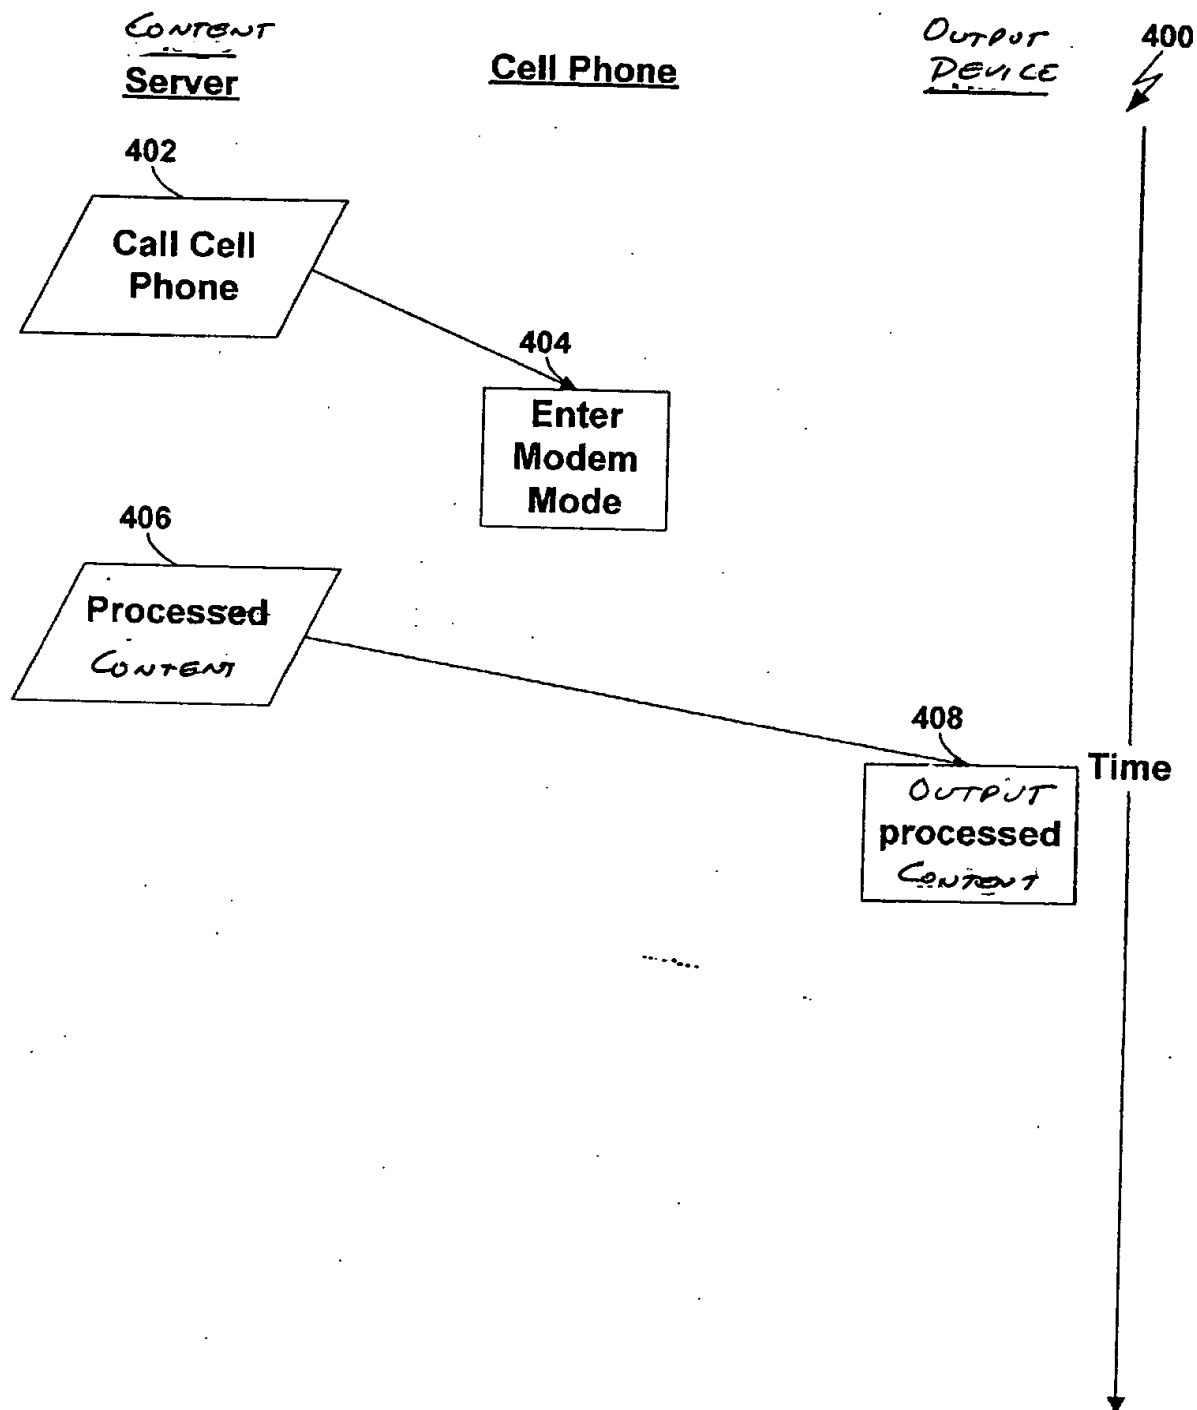 CONTENT
Server
Cell Phone
OUTPUT
DEVICE
400
402
Call Cell
Phone
404
Enter
Modem
Mode
406
Processed
CONTENT
408
OUTPUT
processed
CONTENT
Time